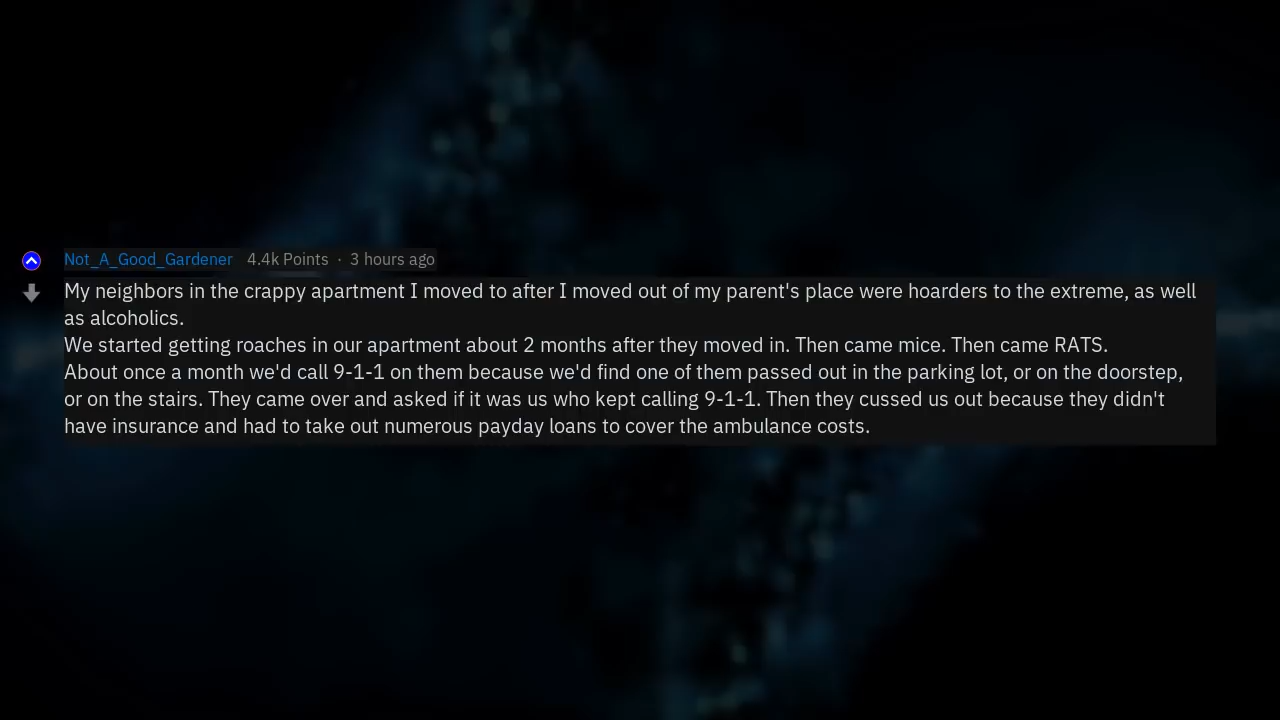 Not_A_Good_Gardener 4.4k Points · 3 hours ago
My neighbors in the crappy apartment I moved to after I moved out of my parent's place were hoarders to the extreme, as well
as alcoholics.
We started getting roaches in our apartment about 2 months after they moved in. Then came mice. Then came RATS.
About once a month we'd call 9-1-1 on them because we'd find one of them passed out in the parking lot, or on the doorstep,
or on the stairs. They came over and asked if it was us who kept calling 9-1-1. Then they cussed us out because they didn't
have insurance and had to take out numerous payday loans to cover the ambulance costs.